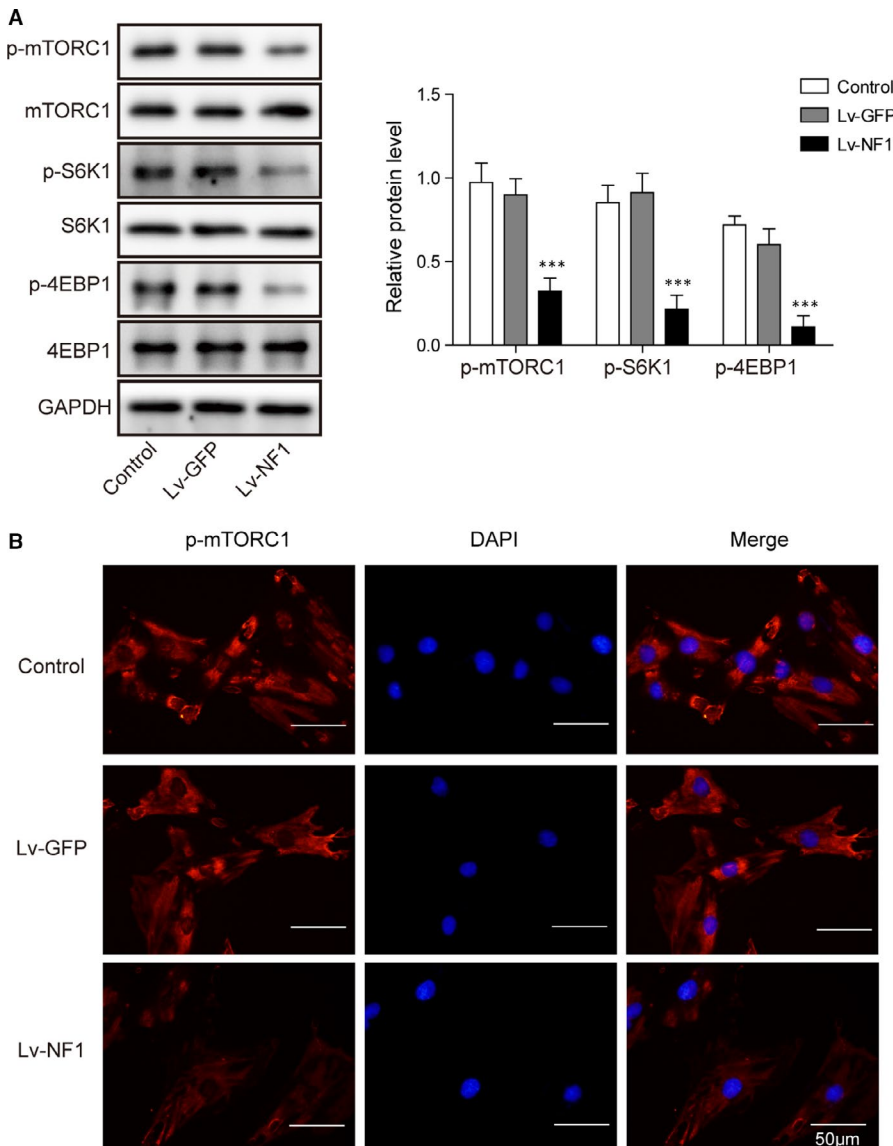 A
p-mTORC1
mTORC1
p-S6K1
S6K1
p-4EBP1
4EBP1
GAPDH
Control
Lv-GFP
Lv-NF1
Control
Lv-GFP
Lv-NF1
Relative protein level
1.5
1.0
0.5
0.0
***
***
***
p-mTORC1
p-S6K1
p-4EBP1
B
p-mTORC1
DAPI
Merge
Control
Lv-GFP
Lv-NF1
50μm